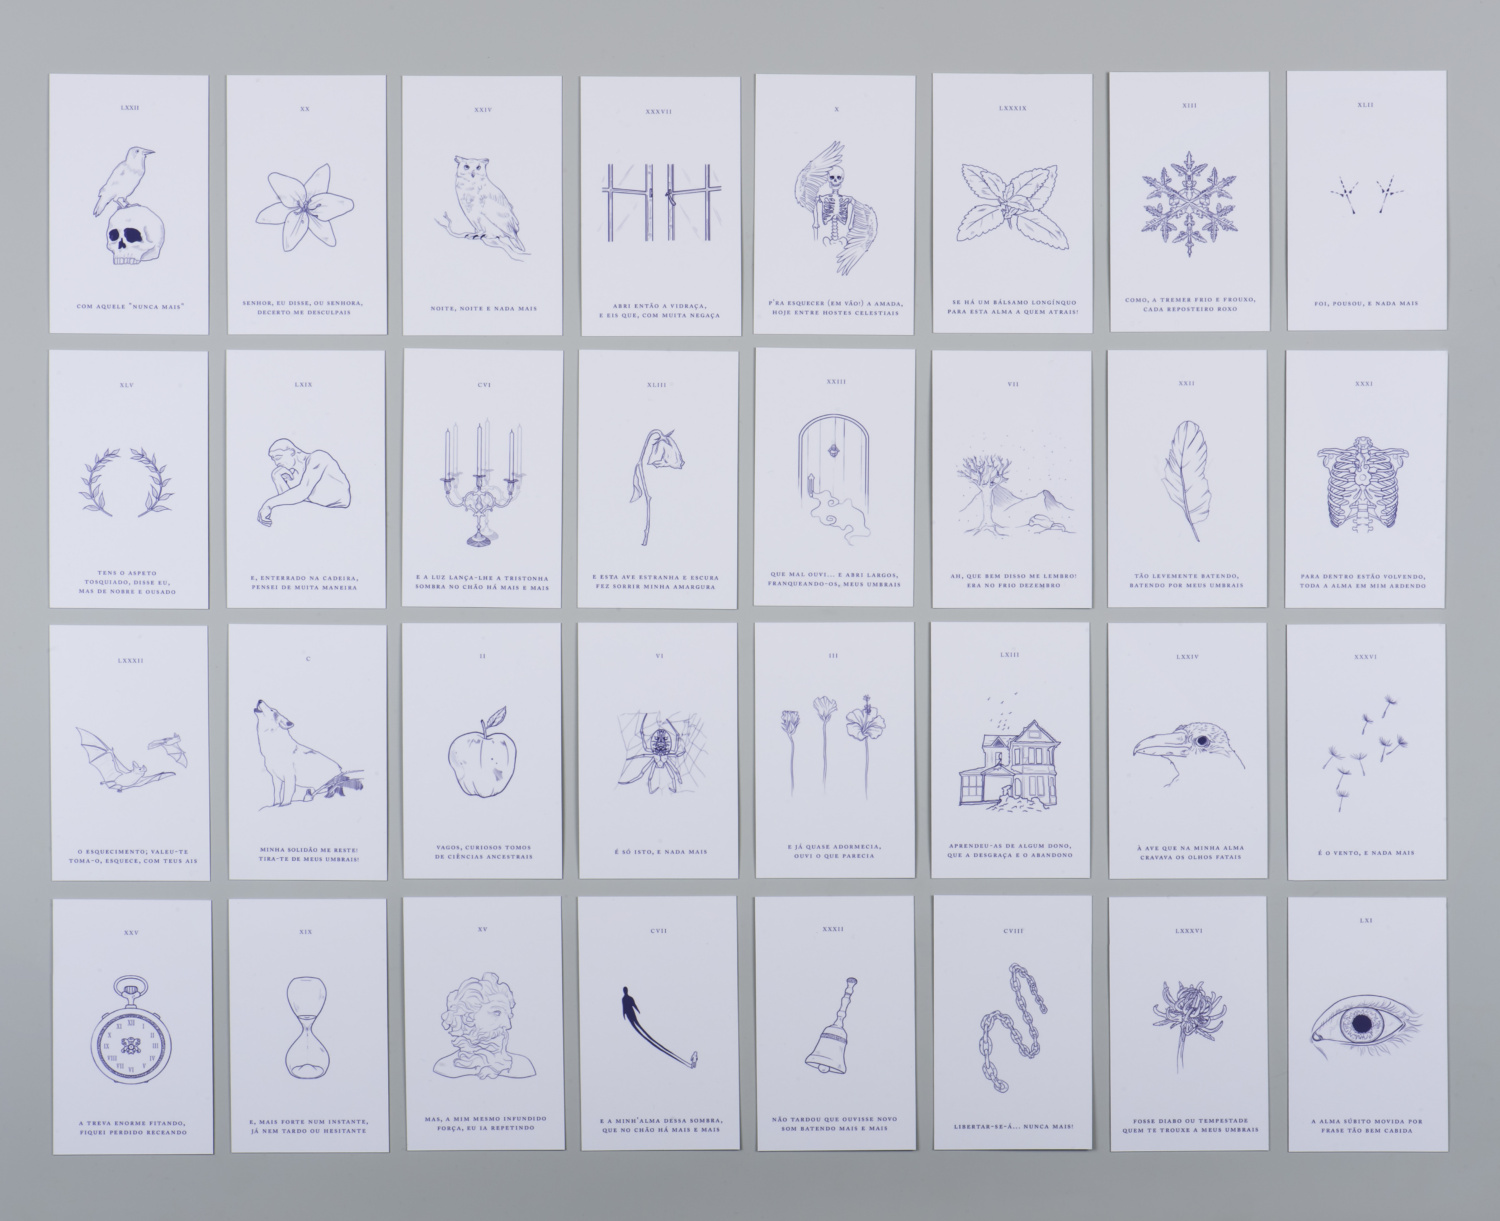 LXXII
COM AQUELE "NUNCA MAIS"
XX
SENHOR, EU DISSE, OU SENHORA,
DECERTO ME DESCULPAIS
XXIV
NOITE, NOITE E NADA MAIS
XXXVII
ABRI ENTÃO A VIDRAÇA,
E EIS QUE, COM MUITA NEGAÇA
X
P'RA ESQUECER (EM VÃO!) A AMADA,
HOJE ENTRE HOSTES CELESTIAIS
LXXXIX
SE HÁ UM BÁLSAMO LONGÍNQUO
PARA ESTA ALMA A QUEM ATRAIS!
XIII
COMO, A TREMER FRIO E FROUXO,
CADA REPOSTEIRO ROXO
XLII
FOI, POUSOU, E NADA MAIS
XLV
TENS O ASPETO
TOSQUIADO, DISSE EU,
MAS DE NOBRE E OUSADO
LXIX
E, ENTERRADO NA CADEIRA,
PENSEI DE MUITA MANEIRA
CVI
E A LUZ LANÇA-LHE A TRISTONHA
SOMBRA NO CHÃO HÁ MAIS E MAIS
XLIII
E ESTA AVE ESTRANHA E ESCURA
FEZ SORRIR MINHA AMARGURA
XXIII
QUE MAL OUVI... E ABRI LARGOS,
FRANQUEANDO-OS, MEUS UMBRAIS
VII
AH, QUE BEM DISSO ME LEMBRO!
ERA NO FRIO DEZEMBRO
XXII
TÃO LEVEMENTE BATENDO,
BATENDO POR MEUS UMBRAIS
XXXI
PARA DENTRO ESTÃO VOLVENDO,
TODA A ALMA EM MIM ARDENDO
LXXXII
O ESQUECIMENTO; VALEU-TE
TOMA-O, ESQUECE, COM TEUS AIS
C
MINHA SOLIDÃO ME RESTE!
TIRA-TE DE MEUS UMBRAIS!
II
VAGOS, CURIOSOS TOMOS
DE CIÊNCIAS ANCESTRAIS
VI
É SÓ ISTO, E NADA MAIS
III
E JÁ QUASE ADORMECIA,
OUVI O QUE PARECIA
LXIII
APRENDEU-AS DE ALGUM DONO,
QUE A DESGRAÇA E O ABANDONO
LXXIV
À AVE QUE NA MINHA ALMA
CRAVAVA OS OLHOS FATAIS
XXXVI
É O VENTO, E NADA MAIS
XXV
XII I II III IV V VI VII VIII IX X XI
A TREVA ENORME FITANDO,
FIQUEI PERDIDO RECEANDO
XIX
E, MAIS FORTE NUM INSTANTE,
JÁ NEM TARDO OU HESITANTE
XV
MAS, A MIM MESMO INFUNDIDO
FORÇA, EU IA REPETINDO
CVII
E A MINH'ALMA DESSA SOMBRA,
QUE NO CHÃO HÁ MAIS E MAIS
XXXII
NÃO TARDOU QUE OUVISSE NOVO
SOM BATENDO MAIS E MAIS
CVIII
LIBERTAR-SE-Á... NUNCA MAIS!
LXXXVI
FOSSE DIABO OU TEMPESTADE
QUEM TE TROUXE A MEUS UMBRAIS
LXI
A ALMA SÚBITO MOVIDA POR
FRASE TÃO BEM CABIDA